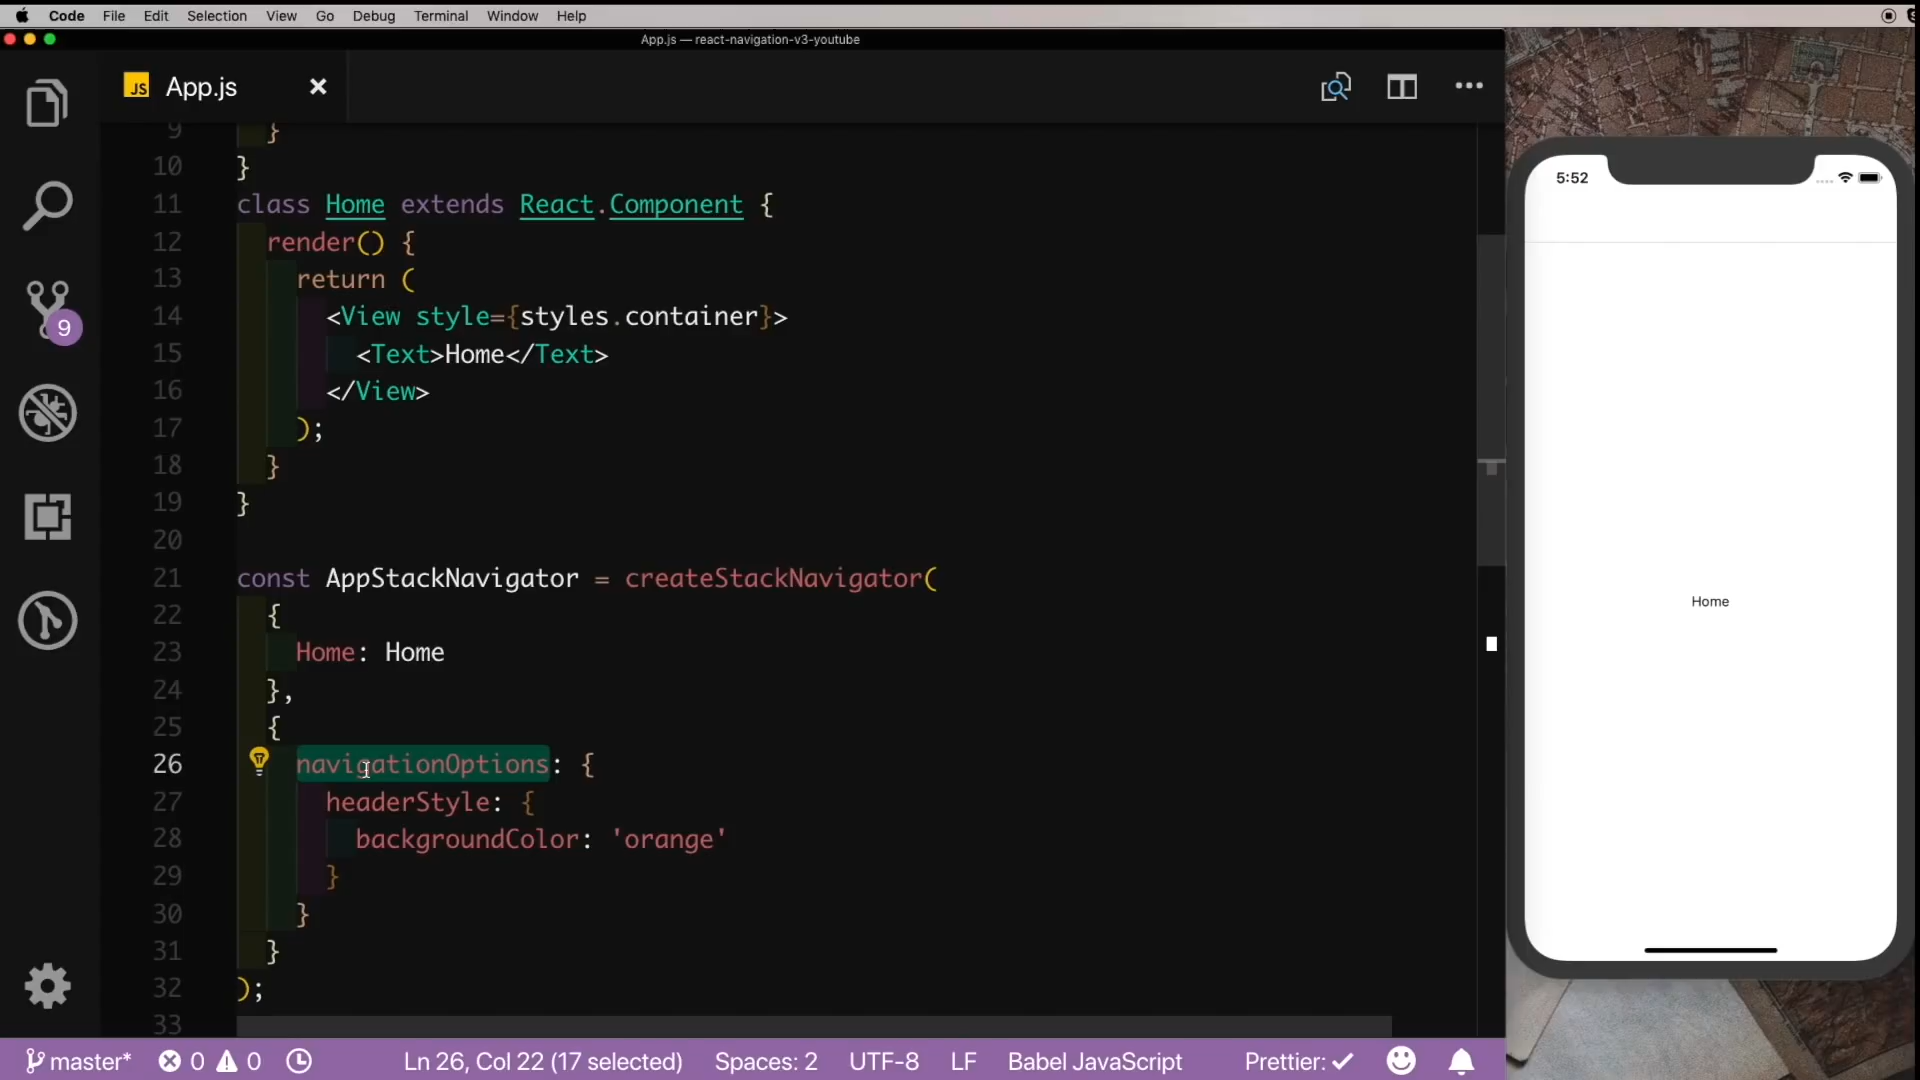 Code File Edit Selection View Go Debug Terminal Window Help
App.js — react-navigation-v3-youtube
JS App.js
9 }
10 }
11 class Home extends React.Component {
12 render() {
13 return (
14 <View style={styles.container}>
15 <Text>Home</Text>
16 </View>
17 );
18 }
19 }
20
21 const AppStackNavigator = createStackNavigator(
22 {
23 Home: Home
24 },
25 {
26 navigationOptions: {
27 headerStyle: {
28 backgroundColor: 'orange'
29 }
30 }
31 }
32 );
33
9
5:52
Home
master* 0 0 Ln 26, Col 22 (17 selected) Spaces: 2 UTF-8 LF Babel JavaScript Prettier: ✓